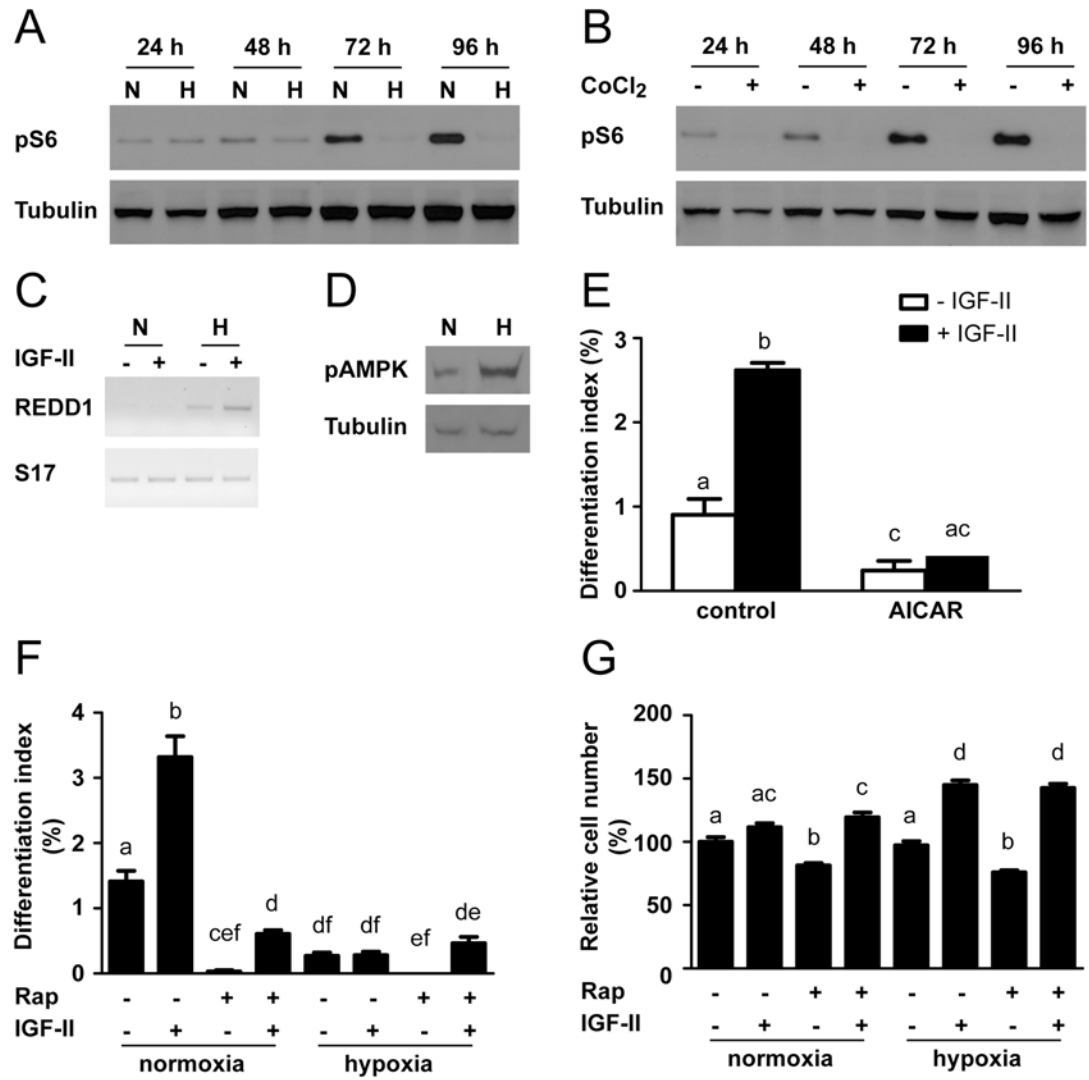 A
24 h 48 h 72 h 96 h
N H N H N H N H
pS6
Tubulin
B
24 h 48 h 72 h 96 h
CoCl2 - + - + - + - +
pS6
Tubulin
C
N H
IGF-II - + - +
REDD1
S17
D
N H
pAMPK
Tubulin
E
- IGF-II
+ IGF-II
Differentiation index (%)
3
2
1
0
a
b
c
ac
control AICAR
F
Differentiation index
(%)
4
3
2
1
0
a b cef d df df ef de
Rap - - + + - - + +
IGF-II - + - + - + - +
normoxia hypoxia
G
Relative cell number
(%)
200
150
100
50
0
a ac b c a d b d
Rap - - + + - - + +
IGF-II - + - + - + - +
normoxia hypoxia